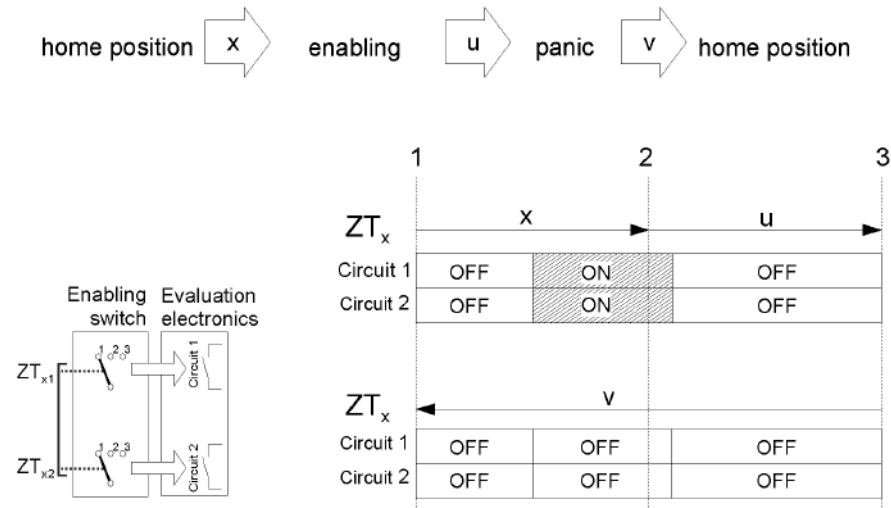 home position x enabling u panic v home position
1 2 3
ZTx x u
Circuit 1 OFF ON OFF
Circuit 2 OFF ON OFF
Enabling switch
Evaluation electronics
1 2 3
Circuit 1
ZTx1
1 2 3
Circuit 2
ZTx2
ZTx v
Circuit 1 OFF OFF OFF
Circuit 2 OFF OFF OFF